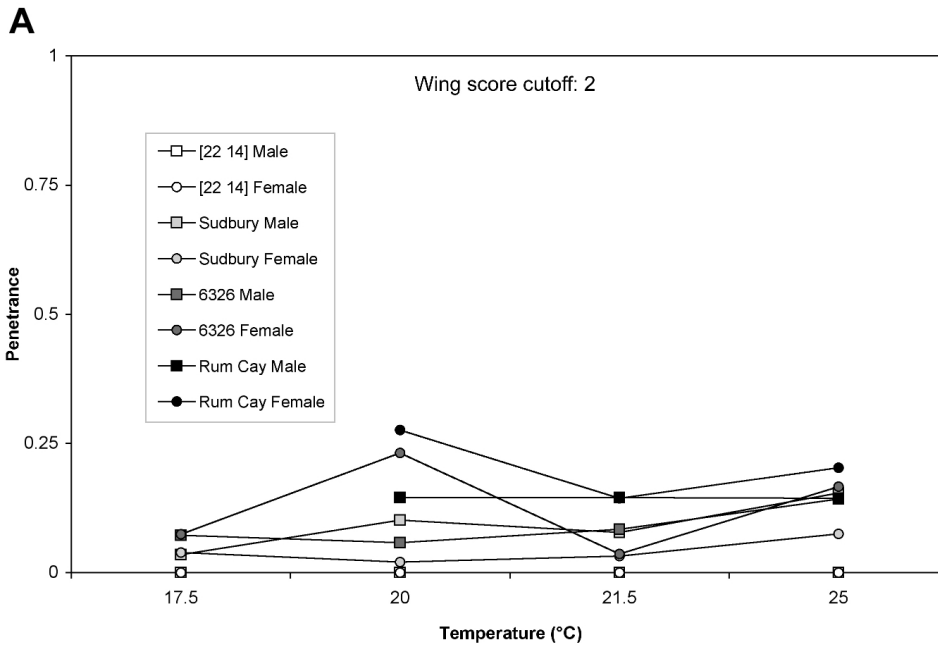 A
1
Wing score cutoff: 2
[22 14] Male
[22 14] Female
0.75
Sudbury Male
Sudbury Female
6326 Male
0.5
6326 Female
Rum Cay Male
Rum Cay Female
Penetrance
0.25
0
17.5 20 21.5 25
Temperature (°C)